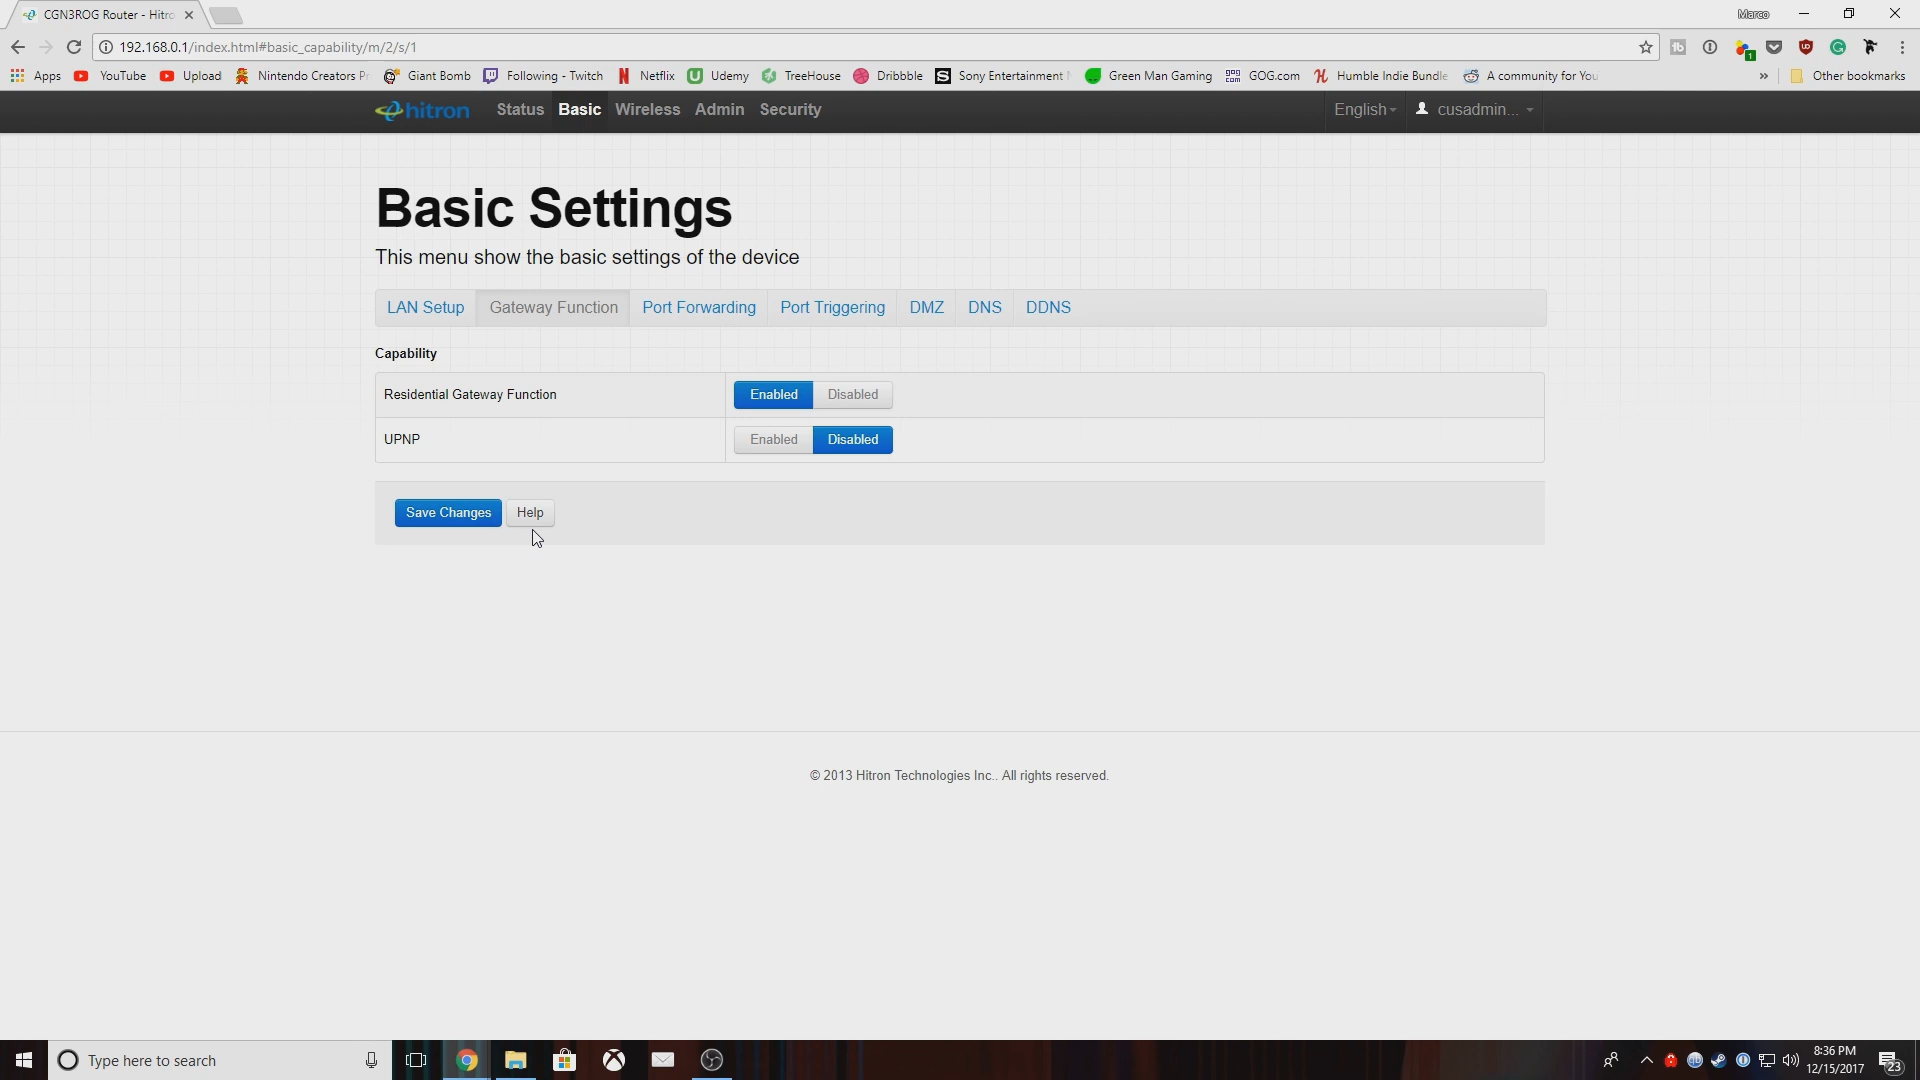 CGN3ROG Router - Hitro
Marco
192.168.0.1/index.html#basic_capability/m/2/s/1
Apps YouTube Upload Nintendo Creators Pr Giant Bomb Following - Twitch Netflix Udemy TreeHouse Dribbble Sony Entertainment N Green Man Gaming GOG.com Humble Indie Bundle A community for You » Other bookmarks
hitron Status Basic Wireless Admin Security English cusadmin...
Basic Settings
This menu show the basic settings of the device
LAN Setup Gateway Function Port Forwarding Port Triggering DMZ DNS DDNS
Capability
Residential Gateway Function Enabled Disabled
UPNP Enabled Disabled
Save Changes Help
© 2013 Hitron Technologies Inc.. All rights reserved.
Type here to search
8:36 PM
12/15/2017
23